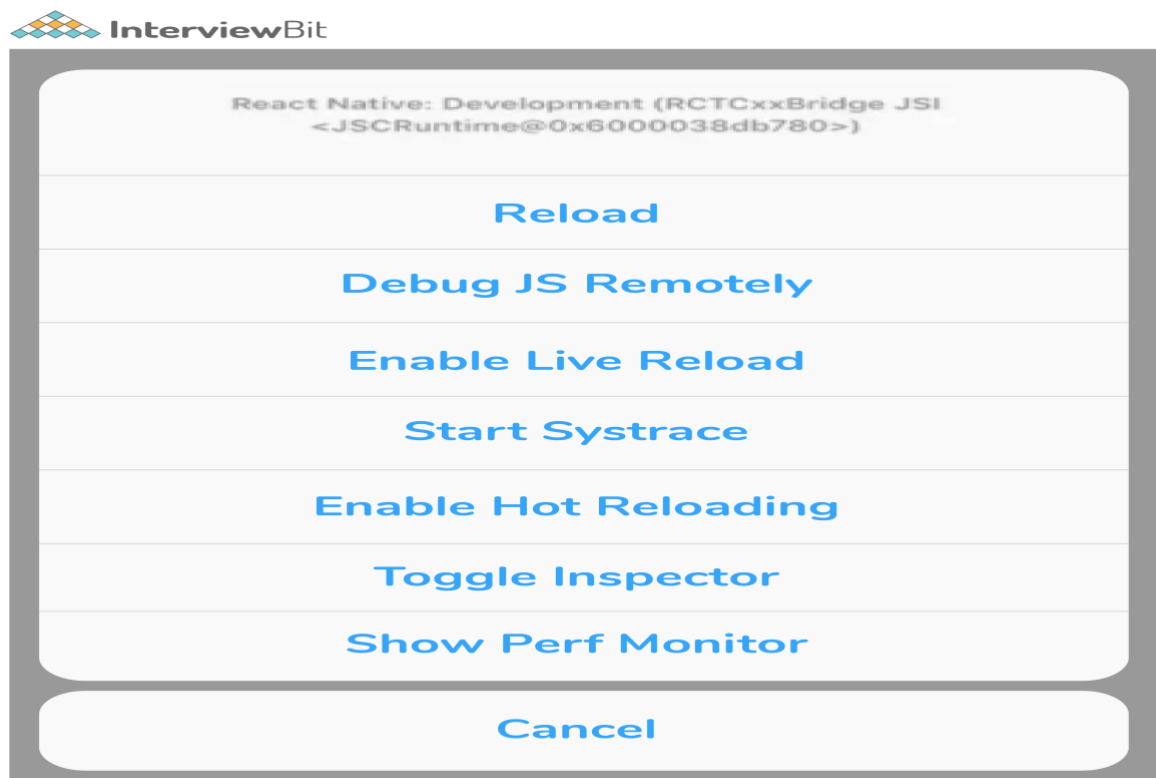 InterviewBit
React Native: Development (RCTCxxBridge JSI
<JSCRuntime@0x6000038db780>)
Reload
Debug JS Remotely
Enable Live Reload
Start Systrace
Enable Hot Reloading
Toggle Inspector
Show Perf Monitor
Cancel